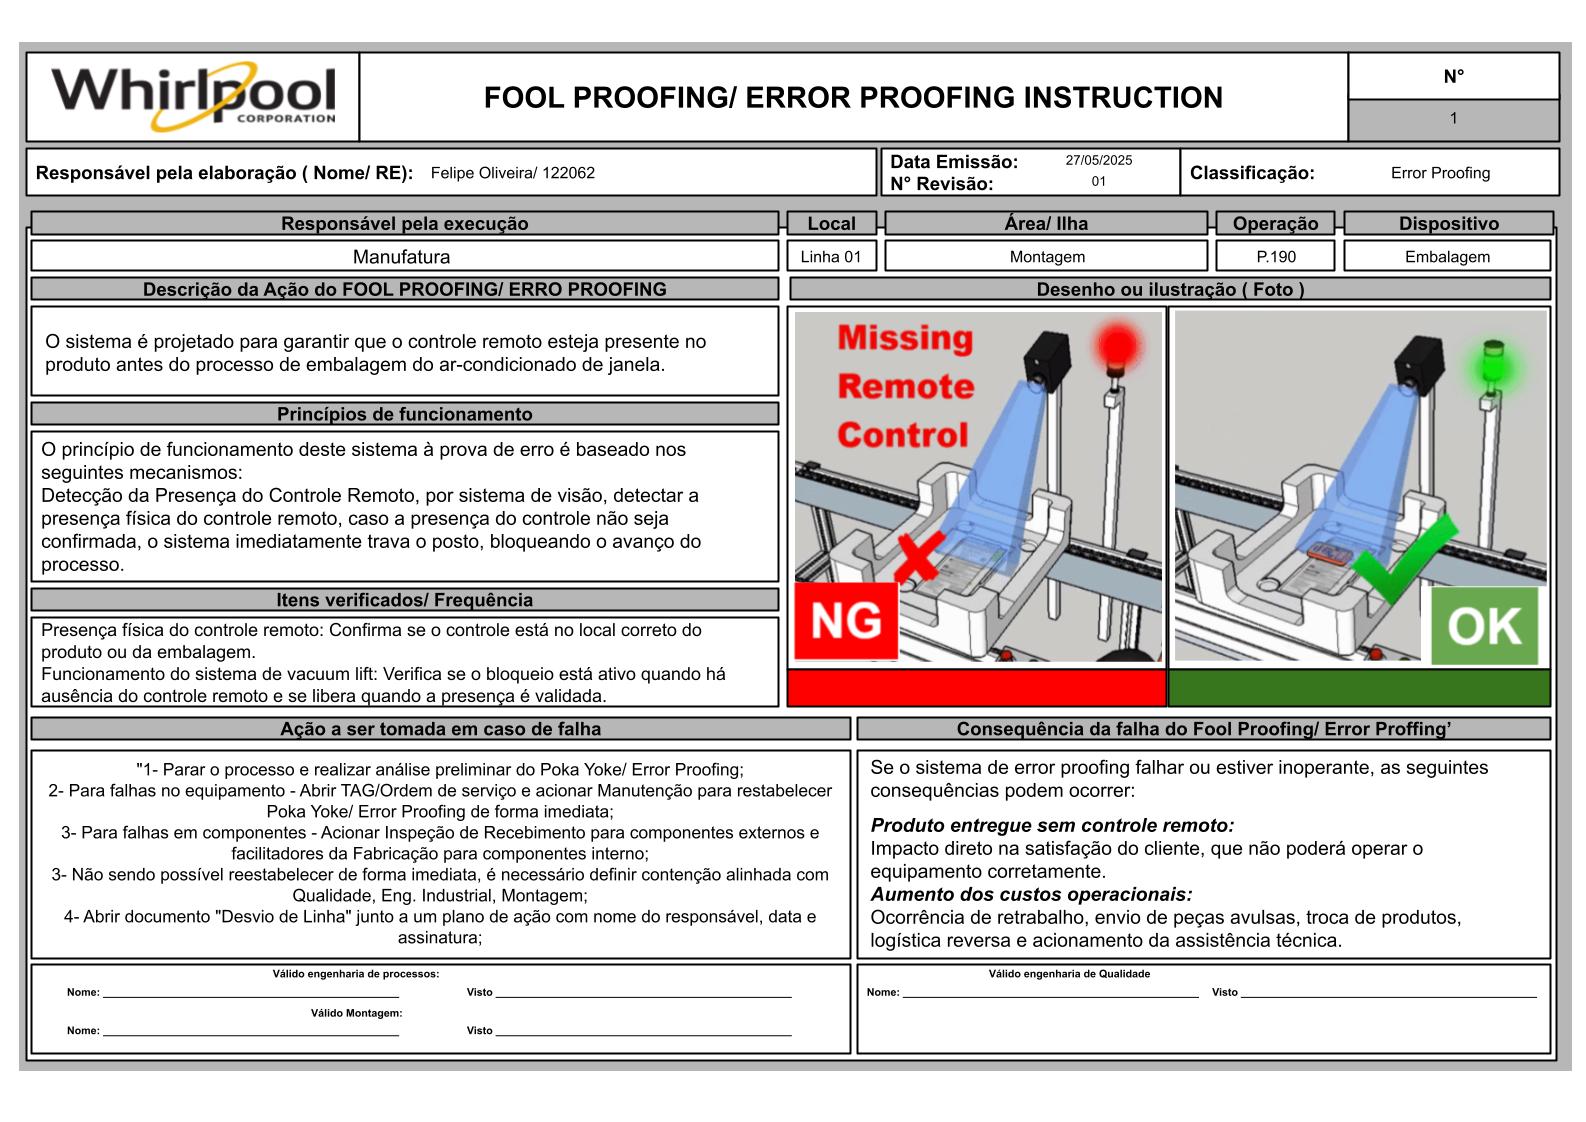 Whirlpool
CORPORATION
FOOL PROOFING/ ERROR PROOFING INSTRUCTION
N°
1
Responsável pela elaboração ( Nome/ RE): Felipe Oliveira/ 122062
Data Emissão: 27/05/2025
N° Revisão: 01
Classificação: Error Proofing
Responsável pela execução
Local
Área/ Ilha
Operação
Dispositivo
Manufatura
Linha 01
Montagem
P.190
Embalagem
Descrição da Ação do FOOL PROOFING/ ERRO PROOFING
Desenho ou ilustração ( Foto )
O sistema é projetado para garantir que o controle remoto esteja presente no
produto antes do processo de embalagem do ar-condicionado de janela.
Princípios de funcionamento
O princípio de funcionamento deste sistema à prova de erro é baseado nos
seguintes mecanismos:
Detecção da Presença do Controle Remoto, por sistema de visão, detectar a
presença física do controle remoto, caso a presença do controle não seja
confirmada, o sistema imediatamente trava o posto, bloqueando o avanço do
processo.
Itens verificados/ Frequência
Presença física do controle remoto: Confirma se o controle está no local correto do
produto ou da embalagem.
Funcionamento do sistema de vacuum lift: Verifica se o bloqueio está ativo quando há
ausência do controle remoto e se libera quando a presença é validada.
Missing
Remote
Control
NG
OK
Ação a ser tomada em caso de falha
"1- Parar o processo e realizar análise preliminar do Poka Yoke/ Error Proofing;
2- Para falhas no equipamento - Abrir TAG/Ordem de serviço e acionar Manutenção para restabelecer
Poka Yoke/ Error Proofing de forma imediata;
3- Para falhas em componentes - Acionar Inspeção de Recebimento para componentes externos e
facilitadores da Fabricação para componentes interno;
3- Não sendo possível reestabelecer de forma imediata, é necessário definir contenção alinhada com
Qualidade, Eng. Industrial, Montagem;
4- Abrir documento "Desvio de Linha" junto a um plano de ação com nome do responsável, data e
assinatura;
Consequência da falha do Fool Proofing/ Error Proffing’
Se o sistema de error proofing falhar ou estiver inoperante, as seguintes
consequências podem ocorrer:
Produto entregue sem controle remoto:
Impacto direto na satisfação do cliente, que não poderá operar o
equipamento corretamente.
Aumento dos custos operacionais:
Ocorrência de retrabalho, envio de peças avulsas, troca de produtos,
logística reversa e acionamento da assistência técnica.
Válido engenharia de processos:
Nome: Visto
Válido Montagem:
Nome: Visto
Válido engenharia de Qualidade
Nome: Visto